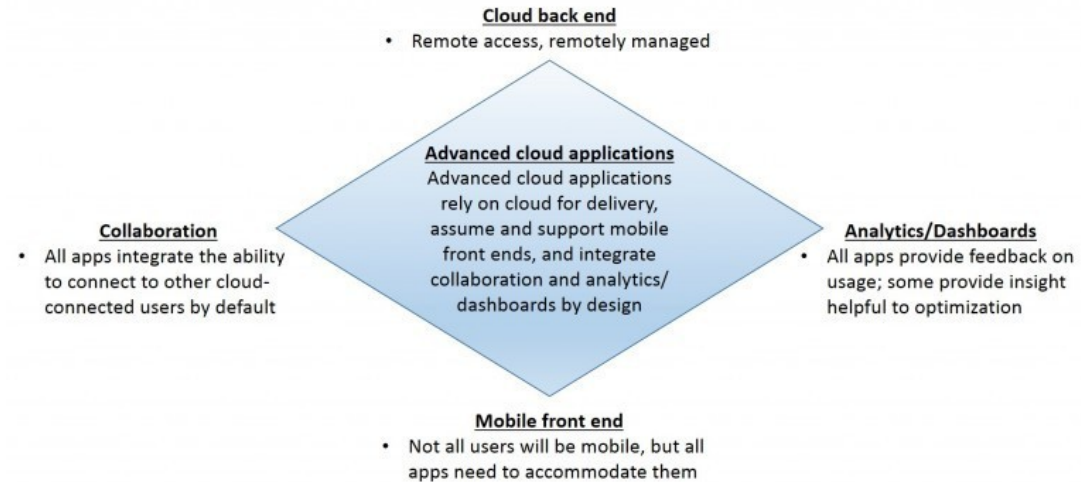 Cloud back end
• Remote access, remotely managed
Advanced cloud applications
Advanced cloud applications
rely on cloud for delivery,
assume and support mobile
front ends, and integrate
collaboration and analytics/
dashboards by design
Collaboration
• All apps integrate the ability
to connect to other cloud-
connected users by default
Analytics/Dashboards
• All apps provide feedback on
usage; some provide insight
helpful to optimization
Mobile front end
• Not all users will be mobile, but all
apps need to accommodate them